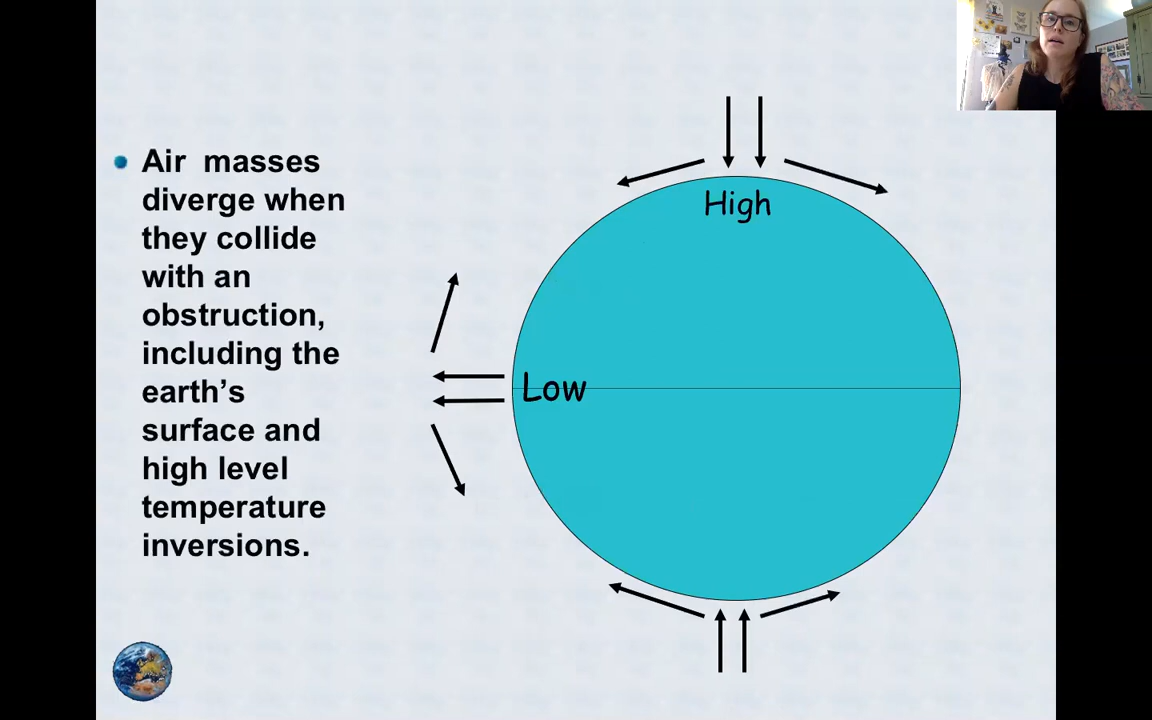 Air masses
diverge when
they collide
with an
obstruction,
including the
earth’s
surface and
high level
temperature
inversions.
High
Low